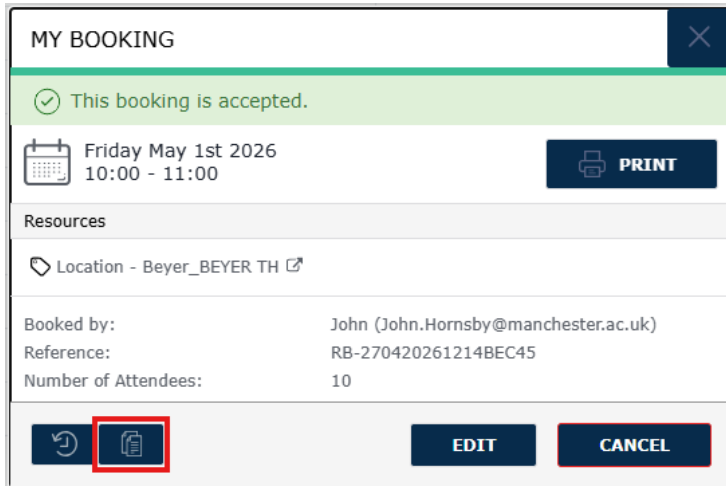 MY BOOKING
This booking is accepted.
Friday May 1st 2026
10:00 - 11:00
PRINT
Resources
Location - Beyer_BEYER TH
Booked by: John (John.Hornsby@manchester.ac.uk)
Reference: RB-270420261214BEC45
Number of Attendees: 10
EDIT CANCEL